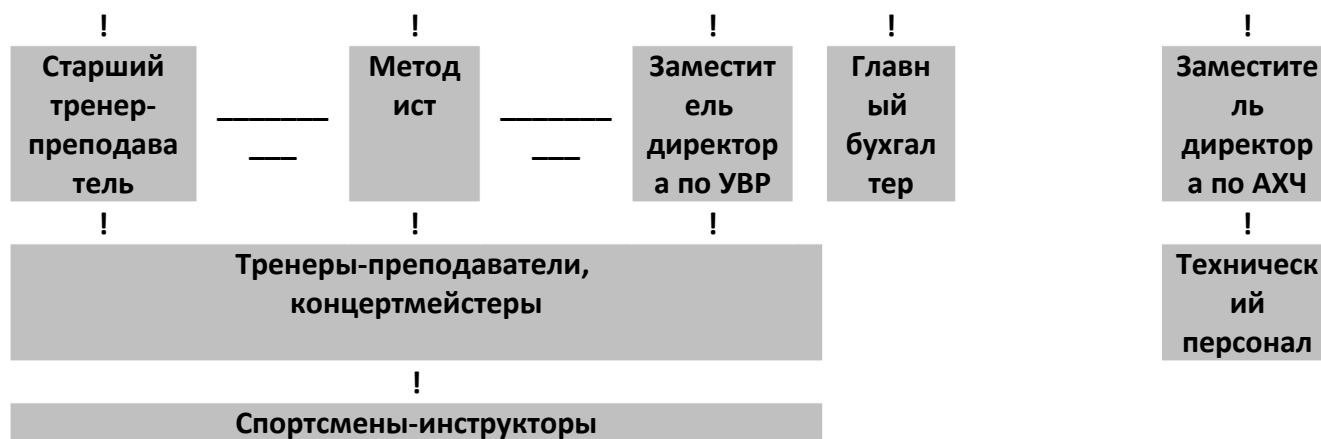 ! ! ! ! !
Старший Метод Заместит Главн Заместите
тренер- _______ ист _______ ель ый ль
преподава ___ ___ директор бухгал директор
тель а по УВР тер а по АХЧ
! ! ! !
Тренеры-преподаватели, Техническ
концертмейстеры ий
персонал
!
Спортсмены-инструкторы